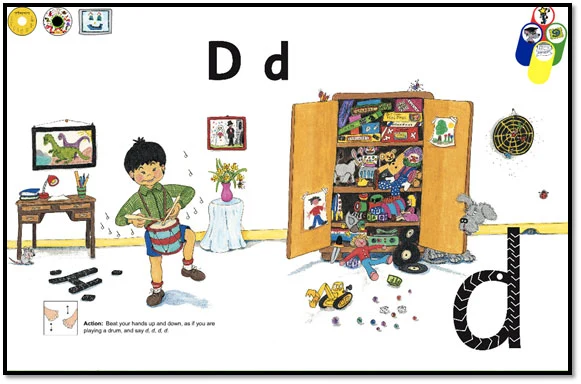 D d
d
d
d
d
Action: Beat your hands up and down, as if you are
playing a drum, and say d, d, d, d.